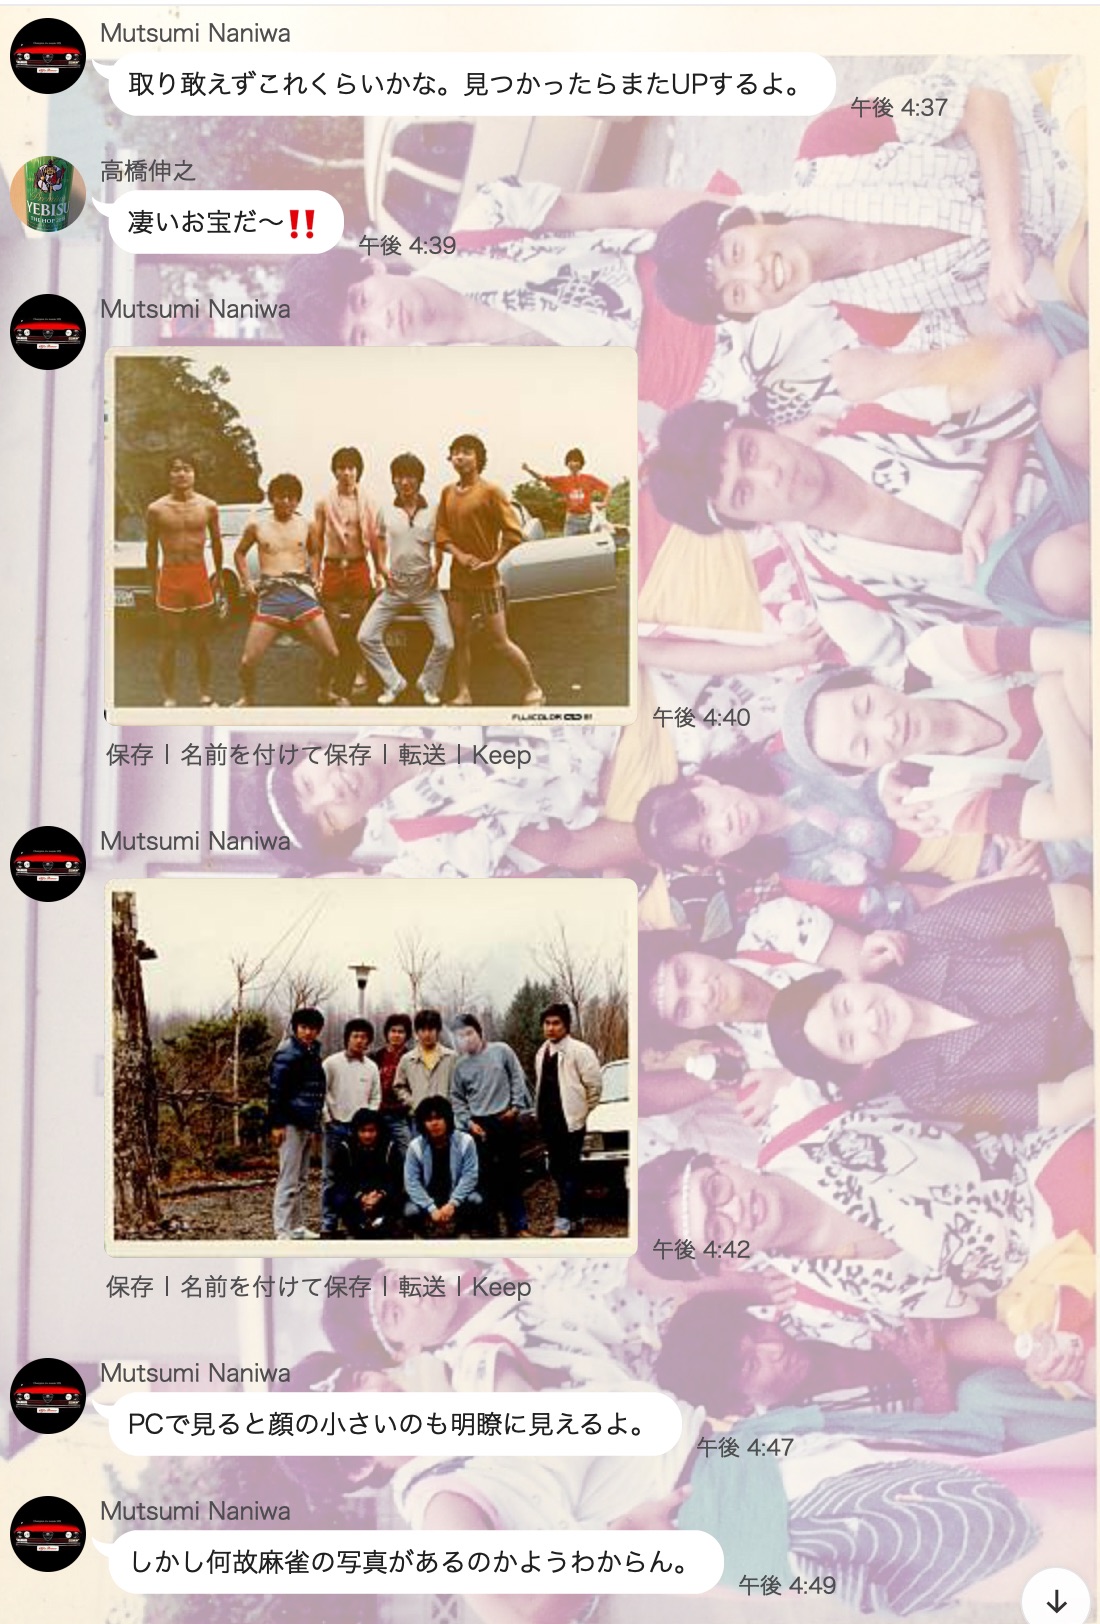 Mutsumi Naniwa
取り敢えずこれくらいかな。見つかったらまたUPするよ。
午後 4:37
高橋伸之
YEBISU
THE HOP
凄いお宝だ〜‼️
午後 4:39
Mutsumi Naniwa
FUJICOLOR
午後 4:40
保存 | 名前を付けて保存 | 転送 | Keep
Mutsumi Naniwa
午後 4:42
保存 | 名前を付けて保存 | 転送 | Keep
Mutsumi Naniwa
PCで見ると顔の小さいのも明瞭に見えるよ。
午後 4:47
Mutsumi Naniwa
しかし何故麻雀の写真があるのかようわからん。
午後 4:49